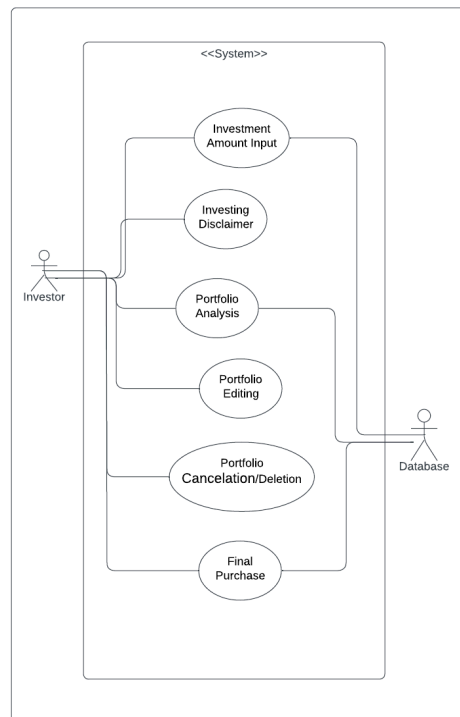 <<System>>
Investment
Amount Input
Investing
Disclaimer
Investor
Portfolio
Analysis
Portfolio
Editing
Database
Portfolio
Cancelation/Deletion
Final
Purchase